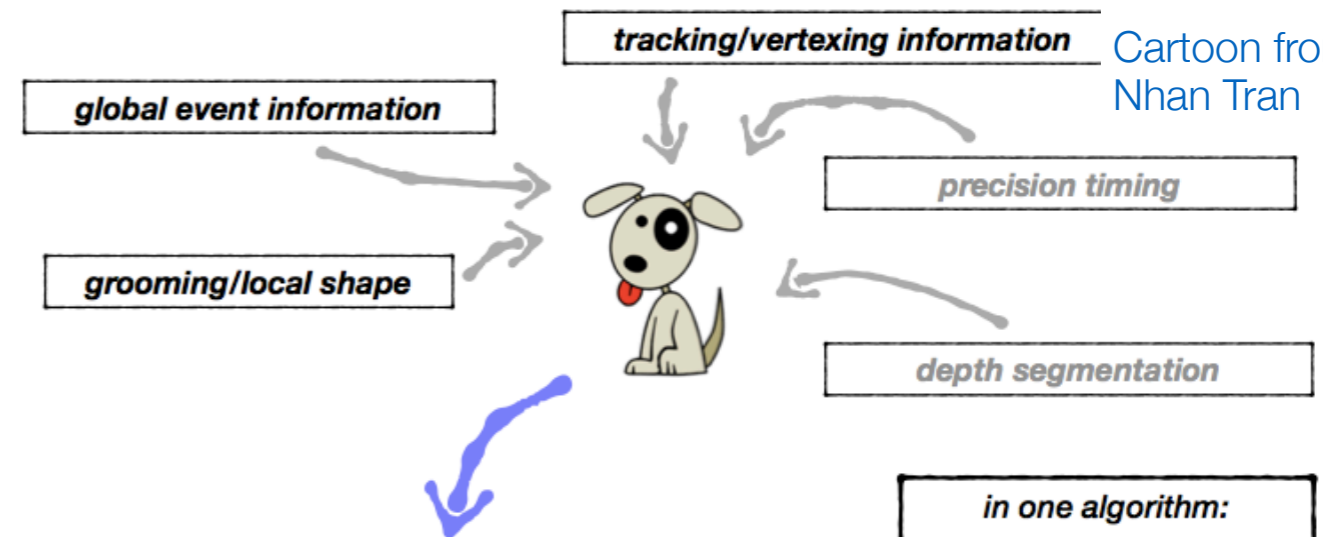 tracking/vertexing information
Cartoon fro
Nhan Tran
global event information
precision timing
grooming/local shape
depth segmentation
in one algorithm: